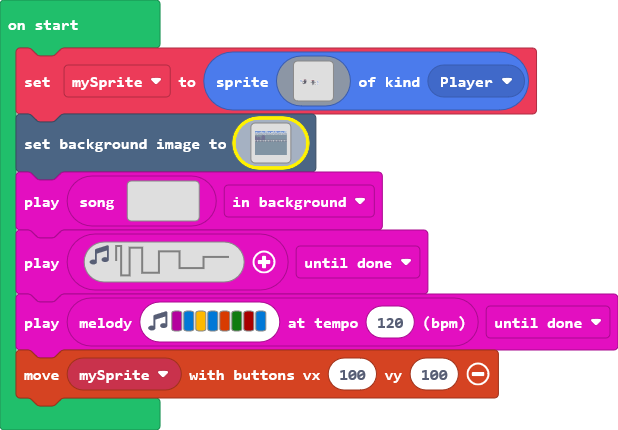 on start
set mySprite to sprite of kind Player
set background image to
play song in background
play until done
play melody at tempo 120 (bpm) until done
move mySprite with buttons vx 100 vy 100